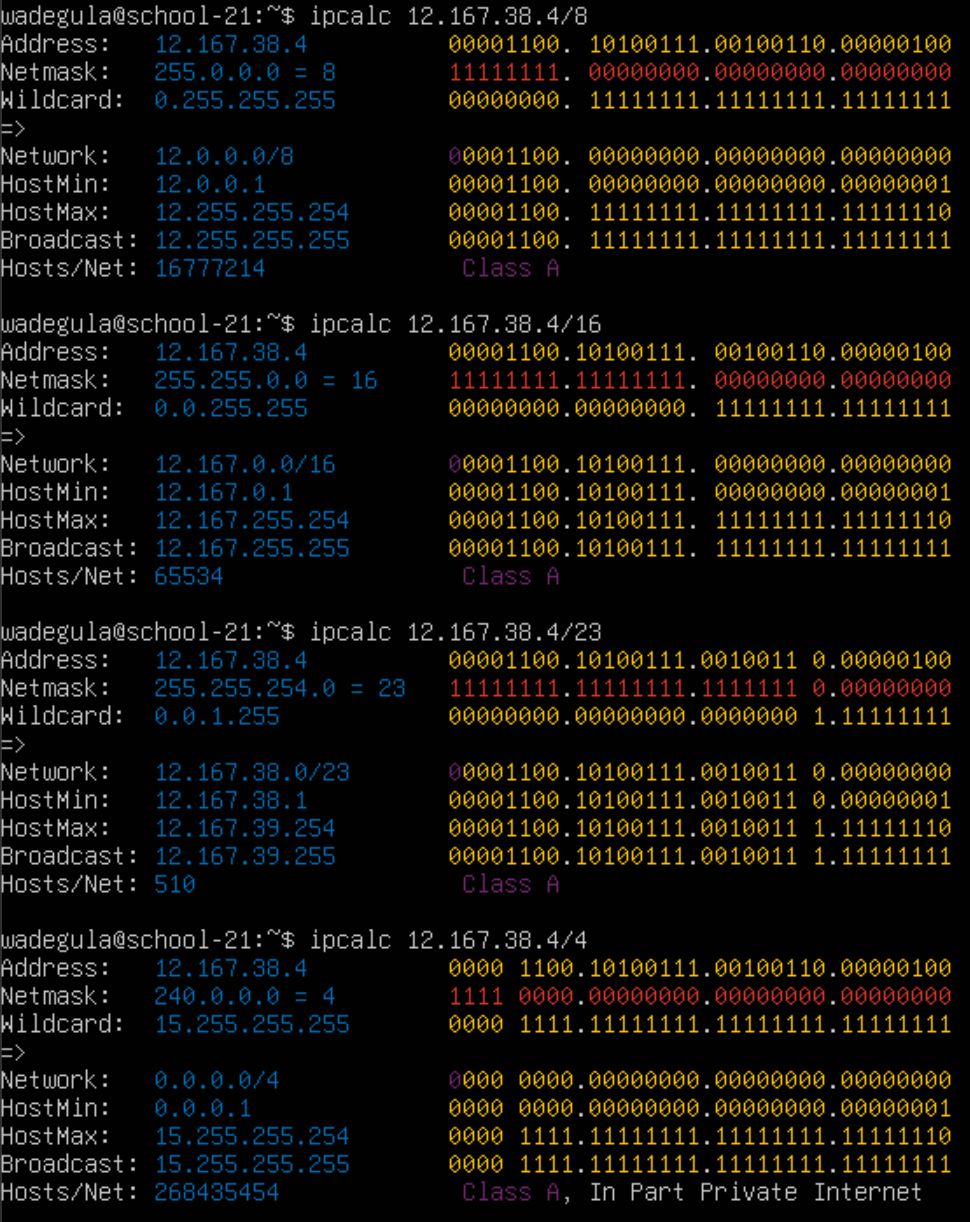 wadegula@school-21:~$ ipcalc 12.167.38.4/8
Address:   12.167.38.4          00001100. 10100111.00100110.00000100
Netmask:   255.0.0.0 = 8        11111111. 00000000.00000000.00000000
Wildcard:  0.255.255.255        00000000. 11111111.11111111.11111111
=>
Network:   12.0.0.0/8           00001100. 00000000.00000000.00000000
HostMin:   12.0.0.1             00001100. 00000000.00000000.00000001
HostMax:   12.255.255.254       00001100. 11111111.11111111.11111110
Broadcast: 12.255.255.255       00001100. 11111111.11111111.11111111
Hosts/Net: 16777214              Class A
wadegula@school-21:~$ ipcalc 12.167.38.4/16
Address:   12.167.38.4          00001100.10100111. 00100110.00000100
Netmask:   255.255.0.0 = 16     11111111.11111111. 00000000.00000000
Wildcard:  0.0.255.255          00000000.00000000. 11111111.11111111
=>
Network:   12.167.0.0/16        00001100.10100111. 00000000.00000000
HostMin:   12.167.0.1           00001100.10100111. 00000000.00000001
HostMax:   12.167.255.254       00001100.10100111. 11111111.11111110
Broadcast: 12.167.255.255       00001100.10100111. 11111111.11111111
Hosts/Net: 65534                 Class A
wadegula@school-21:~$ ipcalc 12.167.38.4/23
Address:   12.167.38.4          00001100.10100111.0010011 0.00000100
Netmask:   255.255.254.0 = 23   11111111.11111111.1111111 0.00000000
Wildcard:  0.0.1.255            00000000.00000000.0000000 1.11111111
=>
Network:   12.167.38.0/23       00001100.10100111.0010011 0.00000000
HostMin:   12.167.38.1          00001100.10100111.0010011 0.00000001
HostMax:   12.167.39.254        00001100.10100111.0010011 1.11111110
Broadcast: 12.167.39.255        00001100.10100111.0010011 1.11111111
Hosts/Net: 510                   Class A
wadegula@school-21:~$ ipcalc 12.167.38.4/4
Address:   12.167.38.4          0000 1100.10100111.00100110.00000100
Netmask:   240.0.0.0 = 4        1111 0000.00000000.00000000.00000000
Wildcard:  15.255.255.255       0000 1111.11111111.11111111.11111111
=>
Network:   0.0.0.0/4            0000 0000.00000000.00000000.00000000
HostMin:   0.0.0.1              0000 0000.00000000.00000000.00000001
HostMax:   15.255.255.254       0000 1111.11111111.11111111.11111110
Broadcast: 15.255.255.255       0000 1111.11111111.11111111.11111111
Hosts/Net: 268435454             Class A, In Part Private Internet